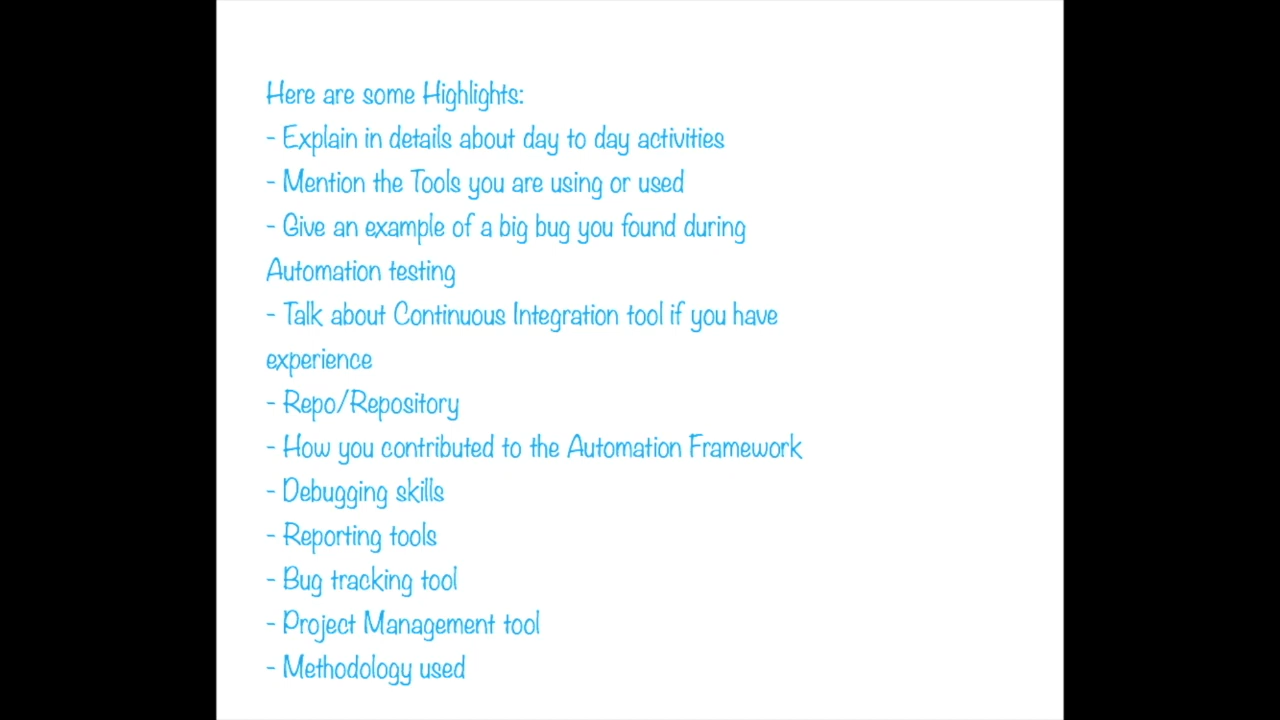 Here are some Highlights:
- Explain in details about day to day activities
- Mention the Tools you are using or used
- Give an example of a big bug you found during
Automation testing
- Talk about Continuous Integration tool if you have
experience
- Repo/Repository
- How you contributed to the Automation Framework
- Debugging skills
- Reporting tools
- Bug tracking tool
- Project Management tool
- Methodology used